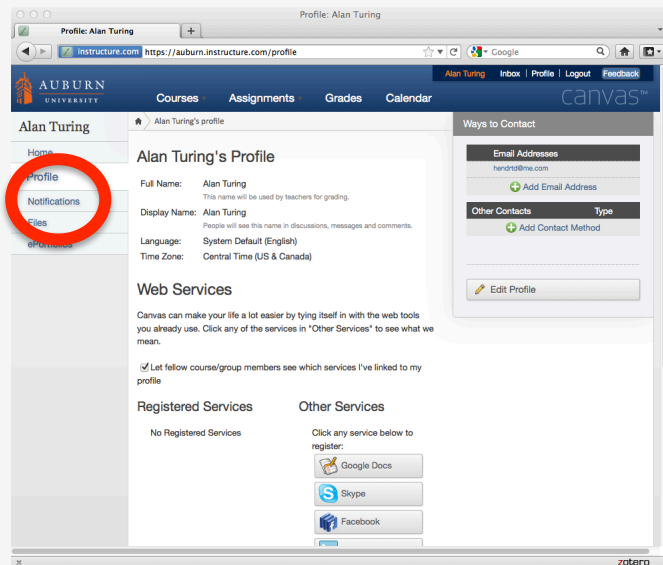 Profile: Alan Turing
Profile: Alan Turing
instructure.com https://auburn.instructure.com/profile
Google
Alan Turing Inbox Profile Logout Feedback
AUBURN
UNIVERSITY
Courses Assignments Grades Calendar
canvas™
Alan Turing
Home
Profile
Notifications
Files
ePortfolios
Alan Turing's profile
Alan Turing's Profile
Full Name: Alan Turing
This name will be used by teachers for grading.
Display Name: Alan Turing
People will see this name in discussions, messages and comments.
Language: System Default (English)
Time Zone: Central Time (US & Canada)
Web Services
Canvas can make your life a lot easier by tying itself in with the web tools
you already use. Click any of the services in "Other Services" to see what we
mean.
Let fellow course/group members see which services I've linked to my
profile
Registered Services
No Registered Services
Other Services
Click any service below to
register:
Google Docs
Skype
Facebook
Ways to Contact
Email Addresses
hendrtd@me.com
Add Email Address
Other Contacts Type
Add Contact Method
Edit Profile
zotero